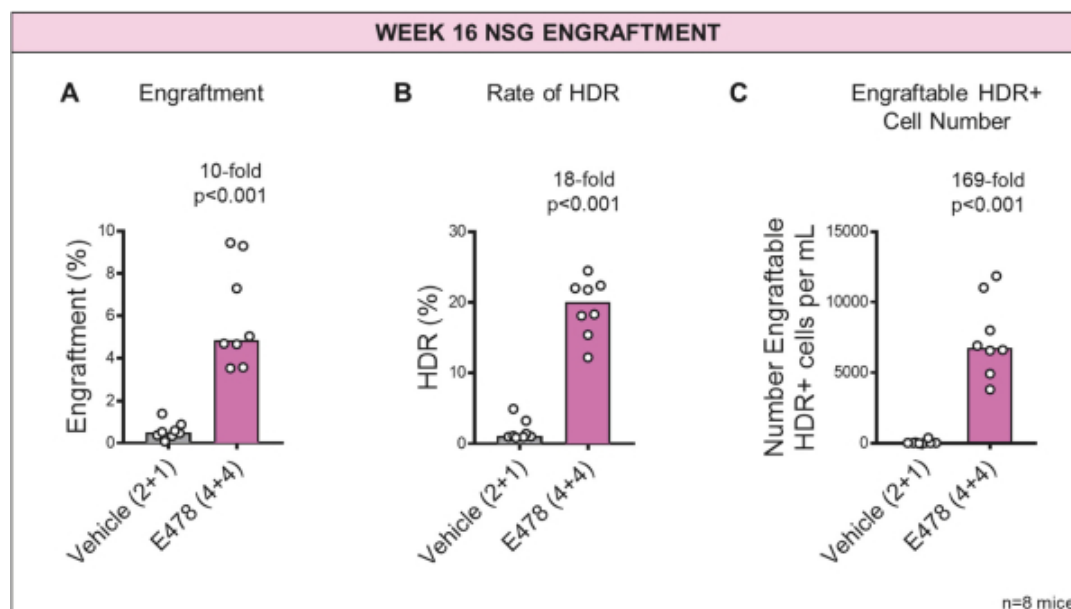 WEEK 16 NSG ENGRAFTMENT
A Engraftment
10-fold
p<0.001
Engraftment (%)
10
8
6
4
2
0
Vehicle (2+1)
E478 (4+4)
B Rate of HDR
18-fold
p<0.001
HDR (%)
30
20
10
0
Vehicle (2+1)
E478 (4+4)
C Engraftable HDR+
Cell Number
169-fold
p<0.001
Number Engraftable
HDR+ cells per mL
15000
10000
5000
0
Vehicle (2+1)
E478 (4+4)
n=8 mice